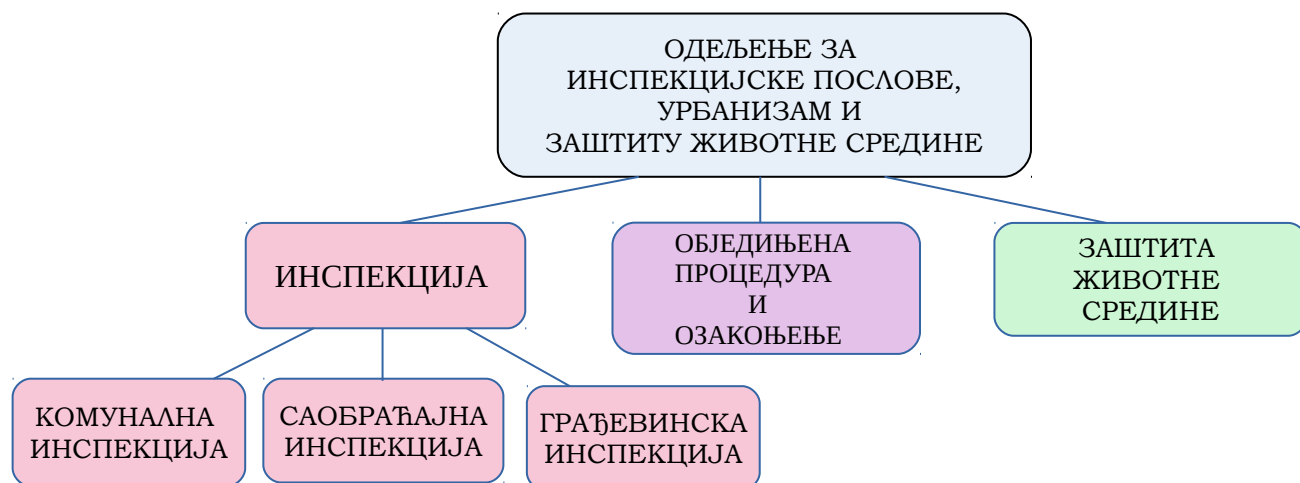 ОДЕЉЕЊЕ ЗА
ИНСПЕКЦИЈСКЕ ПОСЛОВЕ,
УРБАНИЗАМ И
ЗАШТИТУ ЖИВОТНЕ СРЕДИНЕ
ИНСПЕКЦИЈА
ОБЈЕДИЊЕНА
ПРОЦЕДУРА
И
ОЗАКОЊЕЊЕ
ЗАШТИТА
ЖИВОТНЕ
СРЕДИНЕ
КОМУНАЛНА
ИНСПЕКЦИЈА
САОБРАЋАЈНА
ИНСПЕКЦИЈА
ГРАЂЕВИНСКА
ИНСПЕКЦИЈА